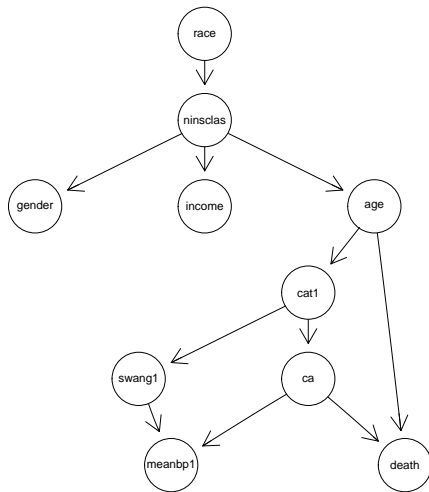 race
ninsclas
gender
income
age
cat1
swang1
ca
meanbp1
death